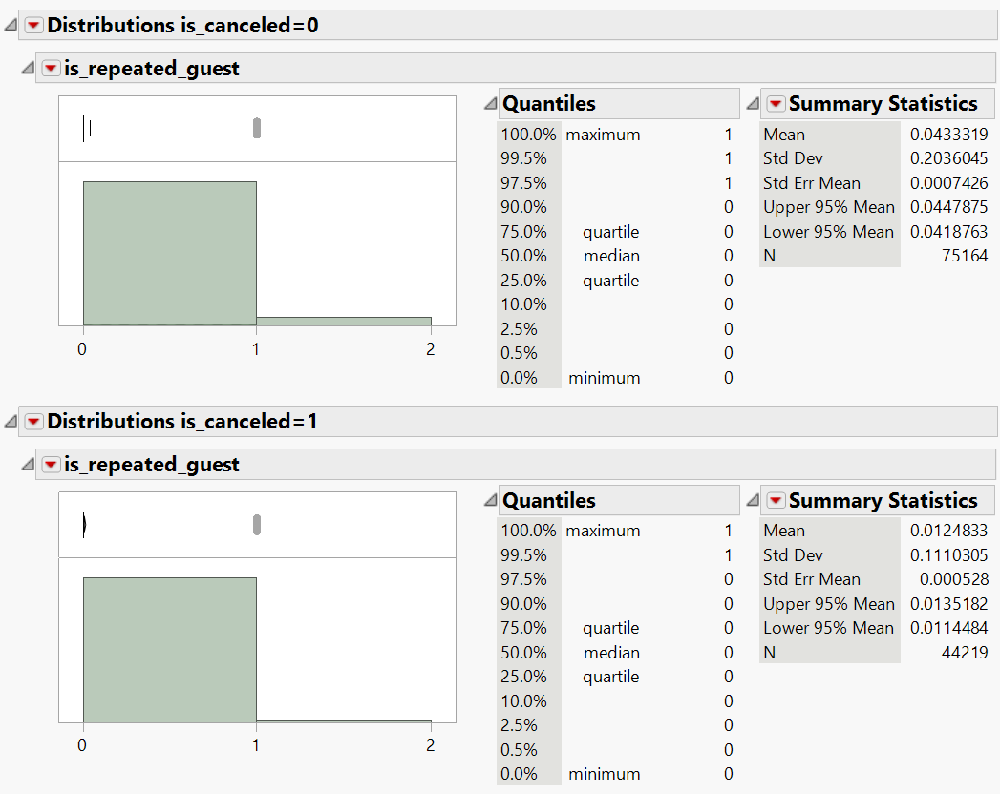 Distributions is_canceled=0
is_repeated_guest
0 1 2
Quantiles
100.0% maximum 1
99.5% 1
97.5% 1
90.0% 0
75.0% quartile 0
50.0% median 0
25.0% quartile 0
10.0% 0
2.5% 0
0.5% 0
0.0% minimum 0
Summary Statistics
Mean 0.0433319
Std Dev 0.2036045
Std Err Mean 0.0007426
Upper 95% Mean 0.0447875
Lower 95% Mean 0.0418763
N 75164
Distributions is_canceled=1
is_repeated_guest
0 1 2
Quantiles
100.0% maximum 1
99.5% 1
97.5% 0
90.0% 0
75.0% quartile 0
50.0% median 0
25.0% quartile 0
10.0% 0
2.5% 0
0.5% 0
0.0% minimum 0
Summary Statistics
Mean 0.0124833
Std Dev 0.1110305
Std Err Mean 0.000528
Upper 95% Mean 0.0135182
Lower 95% Mean 0.0114484
N 44219